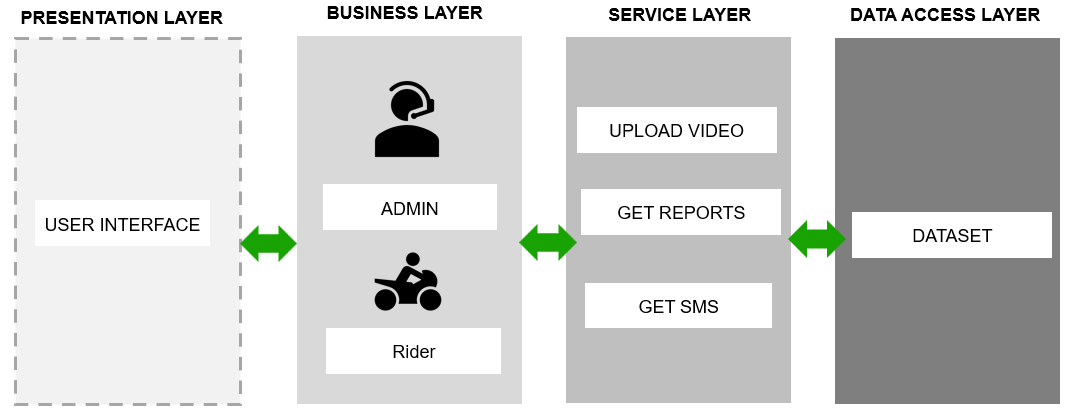 PRESENTATION LAYER
BUSINESS LAYER
SERVICE LAYER
DATA ACCESS LAYER
USER INTERFACE
ADMIN
Rider
UPLOAD VIDEO
GET REPORTS
GET SMS
DATASET